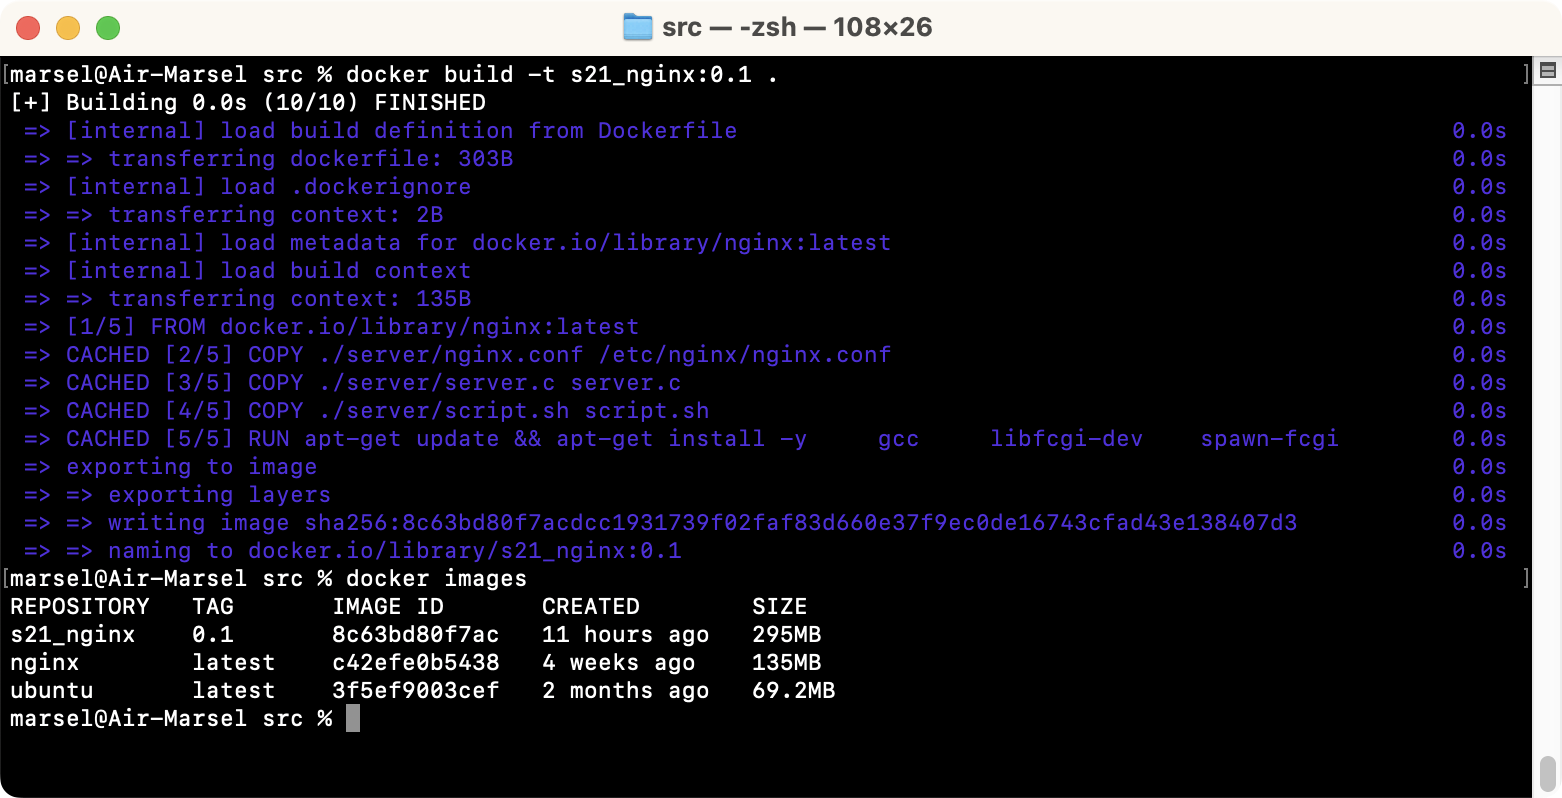 src — -zsh — 108×26
[marsel@Air-Marsel src % docker build -t s21_nginx:0.1 . ]
[+] Building 0.0s (10/10) FINISHED
=> [internal] load build definition from Dockerfile 0.0s
=> => transferring dockerfile: 303B 0.0s
=> [internal] load .dockerignore 0.0s
=> => transferring context: 2B 0.0s
=> [internal] load metadata for docker.io/library/nginx:latest 0.0s
=> [internal] load build context 0.0s
=> => transferring context: 135B 0.0s
=> [1/5] FROM docker.io/library/nginx:latest 0.0s
=> CACHED [2/5] COPY ./server/nginx.conf /etc/nginx/nginx.conf 0.0s
=> CACHED [3/5] COPY ./server/server.c server.c 0.0s
=> CACHED [4/5] COPY ./server/script.sh script.sh 0.0s
=> CACHED [5/5] RUN apt-get update && apt-get install -y     gcc     libfcgi-dev    spawn-fcgi 0.0s
=> exporting to image 0.0s
=> => exporting layers 0.0s
=> => writing image sha256:8c63bd80f7acdcc1931739f02faf83d660e37f9ec0de16743cfad43e138407d3 0.0s
=> => naming to docker.io/library/s21_nginx:0.1 0.0s
[marsel@Air-Marsel src % docker images ]
REPOSITORY   TAG       IMAGE ID       CREATED        SIZE
s21_nginx    0.1       8c63bd80f7ac   11 hours ago   295MB
nginx        latest    c42efe0b5438   4 weeks ago    135MB
ubuntu       latest    3f5ef9003cef   2 months ago   69.2MB
marsel@Air-Marsel src %